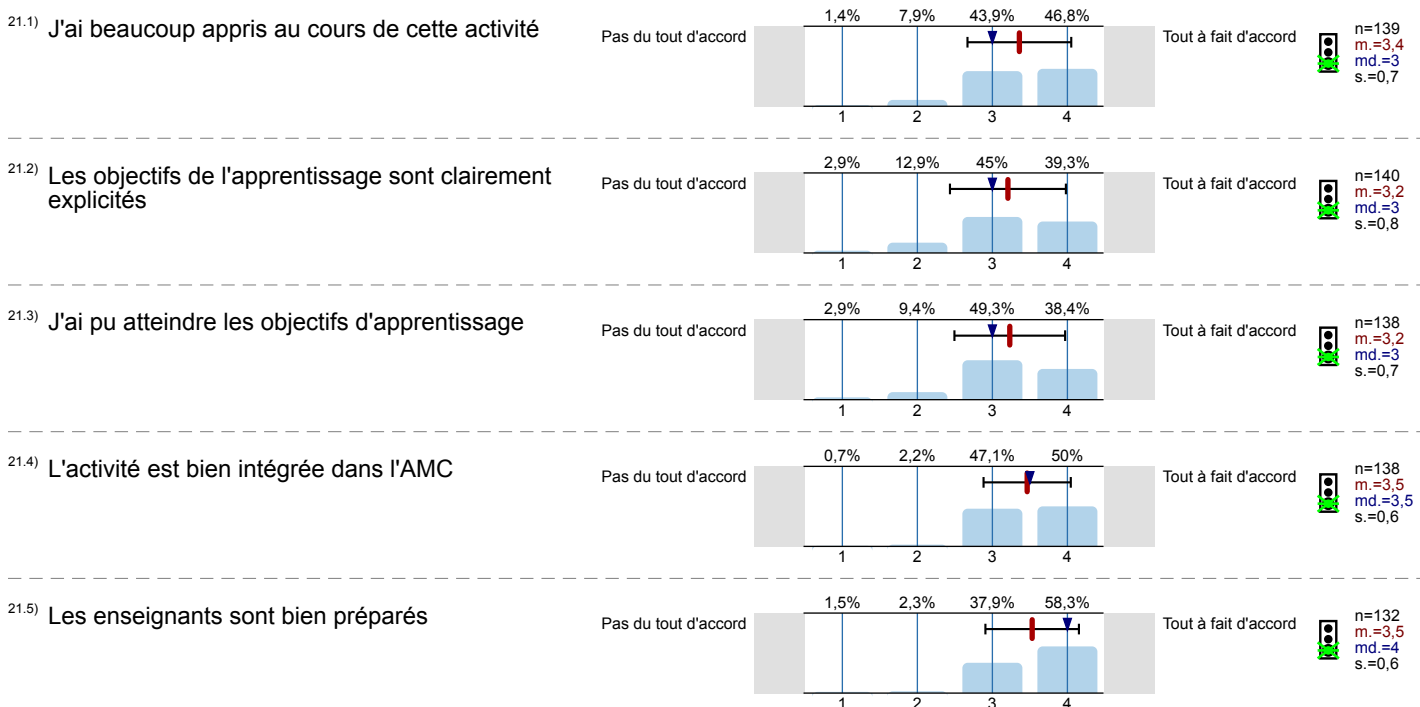 21.1) J'ai beaucoup appris au cours de cette activité
Pas du tout d'accord
1,4% 7,9% 43,9% 46,8%
1 2 3 4
Tout à fait d'accord
n=139
m.=3,4
md.=3
s.=0,7
21.2) Les objectifs de l'apprentissage sont clairement
explicités
Pas du tout d'accord
2,9% 12,9% 45% 39,3%
1 2 3 4
Tout à fait d'accord
n=140
m.=3,2
md.=3
s.=0,8
21.3) J'ai pu atteindre les objectifs d'apprentissage
Pas du tout d'accord
2,9% 9,4% 49,3% 38,4%
1 2 3 4
Tout à fait d'accord
n=138
m.=3,2
md.=3
s.=0,7
21.4) L'activité est bien intégrée dans l'AMC
Pas du tout d'accord
0,7% 2,2% 47,1% 50%
1 2 3 4
Tout à fait d'accord
n=138
m.=3,5
md.=3,5
s.=0,6
21.5) Les enseignants sont bien préparés
Pas du tout d'accord
1,5% 2,3% 37,9% 58,3%
1 2 3 4
Tout à fait d'accord
n=132
m.=3,5
md.=4
s.=0,6